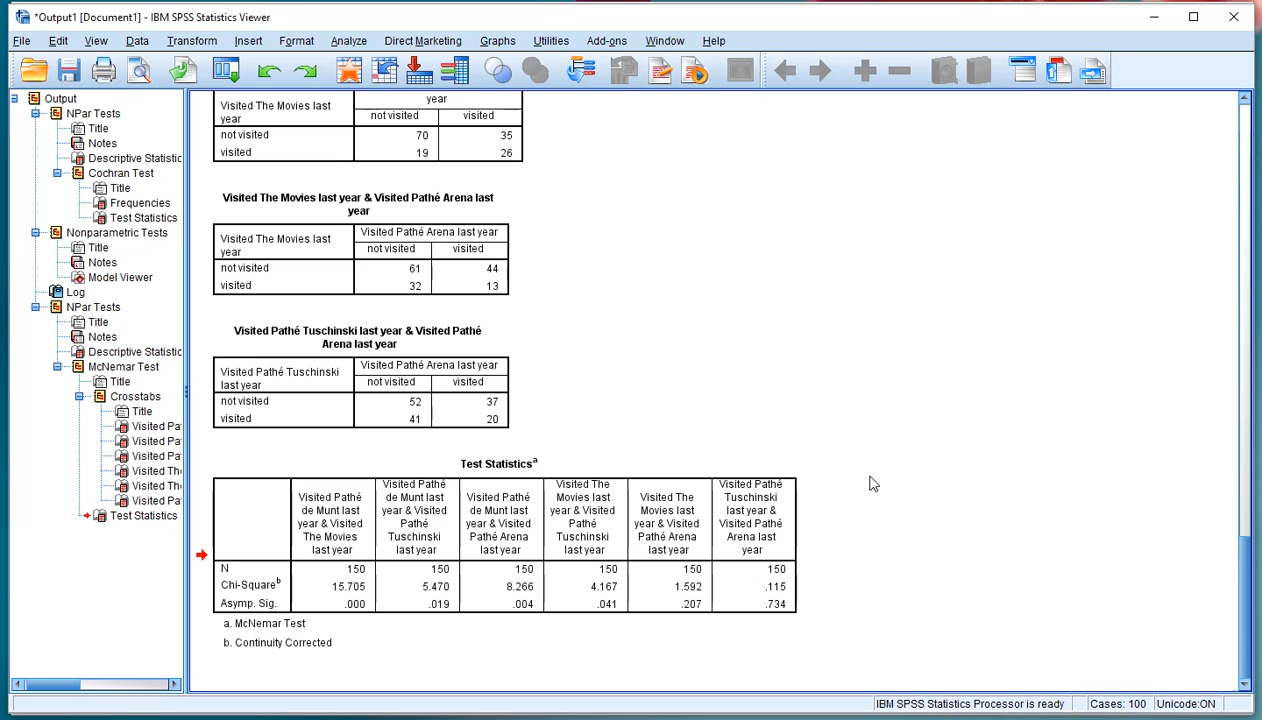 *Output1 [Document1] - IBM SPSS Statistics Viewer
File Edit View Data Transform Insert Format Analyze Direct Marketing Graphs Utilities Add-ons Window Help
Output
NPar Tests
Title
Notes
Descriptive Statistic
Cochran Test
Title
Frequencies
Test Statistics
Nonparametric Tests
Title
Notes
Model Viewer
Log
NPar Tests
Title
Notes
Descriptive Statistic
McNemar Test
Title
Crosstabs
Title
Visited Pa
Visited Pa
Visited Pa
Visited Th
Visited Th
Visited Pa
Test Statistics
Visited The Movies last
year
year
not visited visited
not visited 70 35
visited 19 26
Visited The Movies last year & Visited Pathé Arena last
year
Visited The Movies last
year
Visited Pathé Arena last year
not visited visited
not visited 61 44
visited 32 13
Visited Pathé Tuschinski last year & Visited Pathé
Arena last year
Visited Pathé Tuschinski
last year
Visited Pathé Arena last year
not visited visited
not visited 52 37
visited 41 20
Test Statisticsa
Visited Pathé
de Munt last
year & Visited
The Movies
last year
Visited Pathé
de Munt last
year & Visited
Pathé
Tuschinski
last year
Visited Pathé
de Munt last
year & Visited
Pathé Arena
last year
Visited The
Movies last
year & Visited
Pathé
Tuschinski
last year
Visited The
Movies last
year & Visited
Pathé Arena
last year
Visited Pathé
Tuschinski
last year &
Visited Pathé
Arena last
year
N 150 150 150 150 150 150
Chi-Squareb 15.705 5.470 8.266 4.167 1.592 .115
Asymp. Sig. .000 .019 .004 .041 .207 .734
a. McNemar Test
b. Continuity Corrected
IBM SPSS Statistics Processor is ready Cases: 100 Unicode:ON